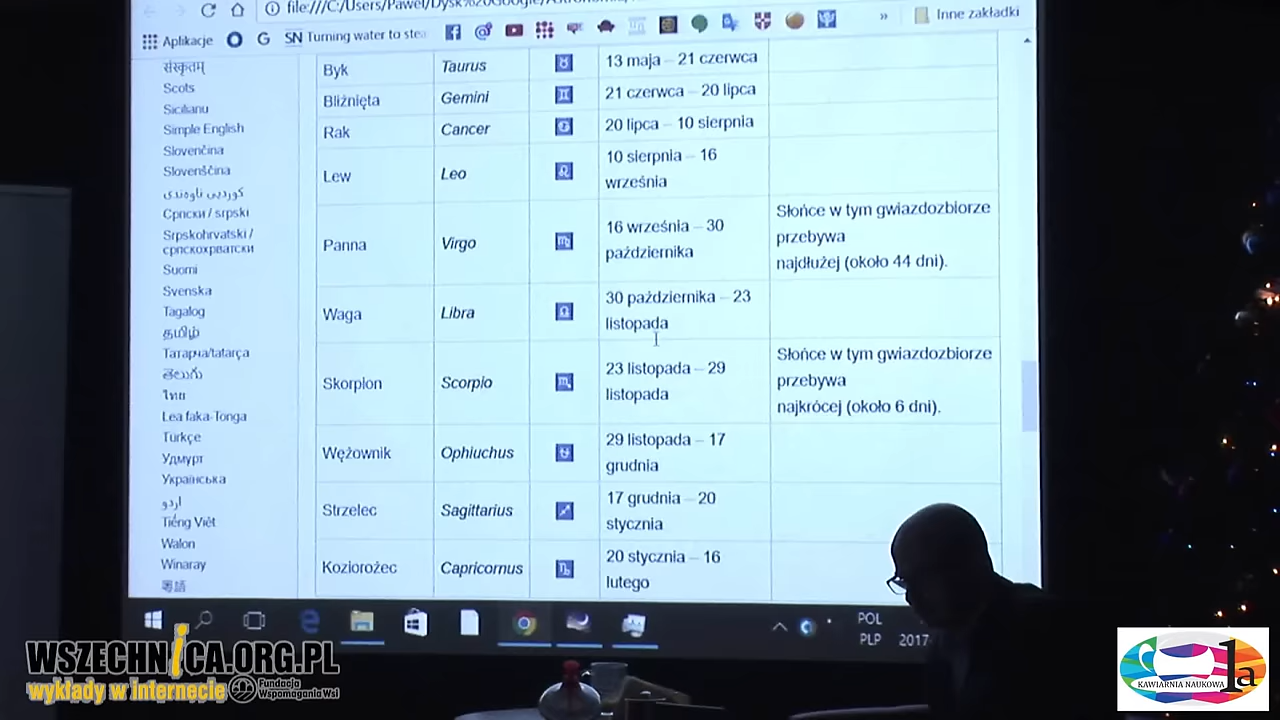 file:///C:/Users/Paweł/Dysk%20Google/Astronomia
Aplikacje
G
SN Turning water to stea
»
Inne zakładki
संस्कृतम्
Scots
Sicilianu
Simple English
Slovenčina
Slovenščina
کوردیی ناوەندی
Српски / srpski
Srpskohrvatski /
српскохрватски
Suomi
Svenska
Tagalog
தமிழ்
Татарча/tatarça
తెలుగు
ไทย
Lea faka-Tonga
Türkçe
Удмурт
Українська
اردو
Tiếng Việt
Walon
Winaray
粵語
Byk Taurus ♉ 13 maja – 21 czerwca
Bliźnięta Gemini ♊ 21 czerwca – 20 lipca
Rak Cancer ♋ 20 lipca – 10 sierpnia
Lew Leo ♌ 10 sierpnia – 16
września
Panna Virgo ♍ 16 września – 30
października
Słońce w tym gwiazdozbiorze
przebywa
najdłużej (około 44 dni).
Waga Libra ♎ 30 października – 23
listopada
Skorpion Scorpio ♏ 23 listopada – 29
listopada
Słońce w tym gwiazdozbiorze
przebywa
najkrócej (około 6 dni).
Wężownik Ophiuchus ⛎ 29 listopada – 17
grudnia
Strzelec Sagittarius ♐ 17 grudnia – 20
stycznia
Koziorożec Capricornus ♑ 20 stycznia – 16
lutego
POL
PLP 2017-
WSZECHNICA.ORG.PL
wykłady w internecie
Fundacja
Wspomagania Wsi
KAWIARNIA NAUKOWA
1a